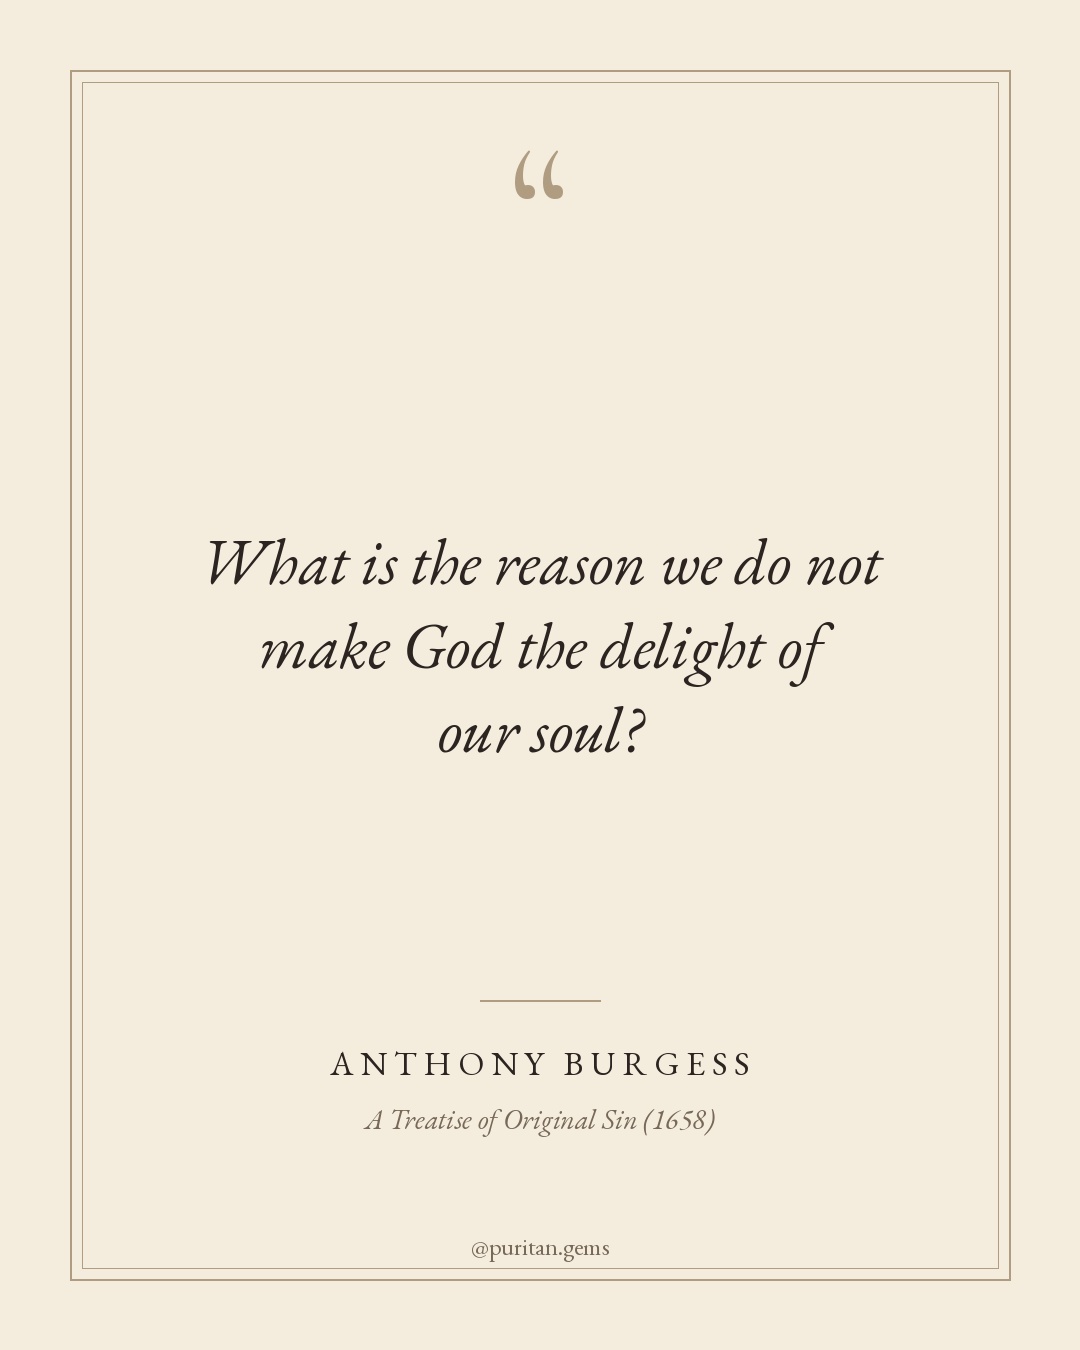 “
What is the reason we do not
make God the delight of
our soul?
ANTHONY BURGESS
A Treatise of Original Sin (1658)
@puritan.gems